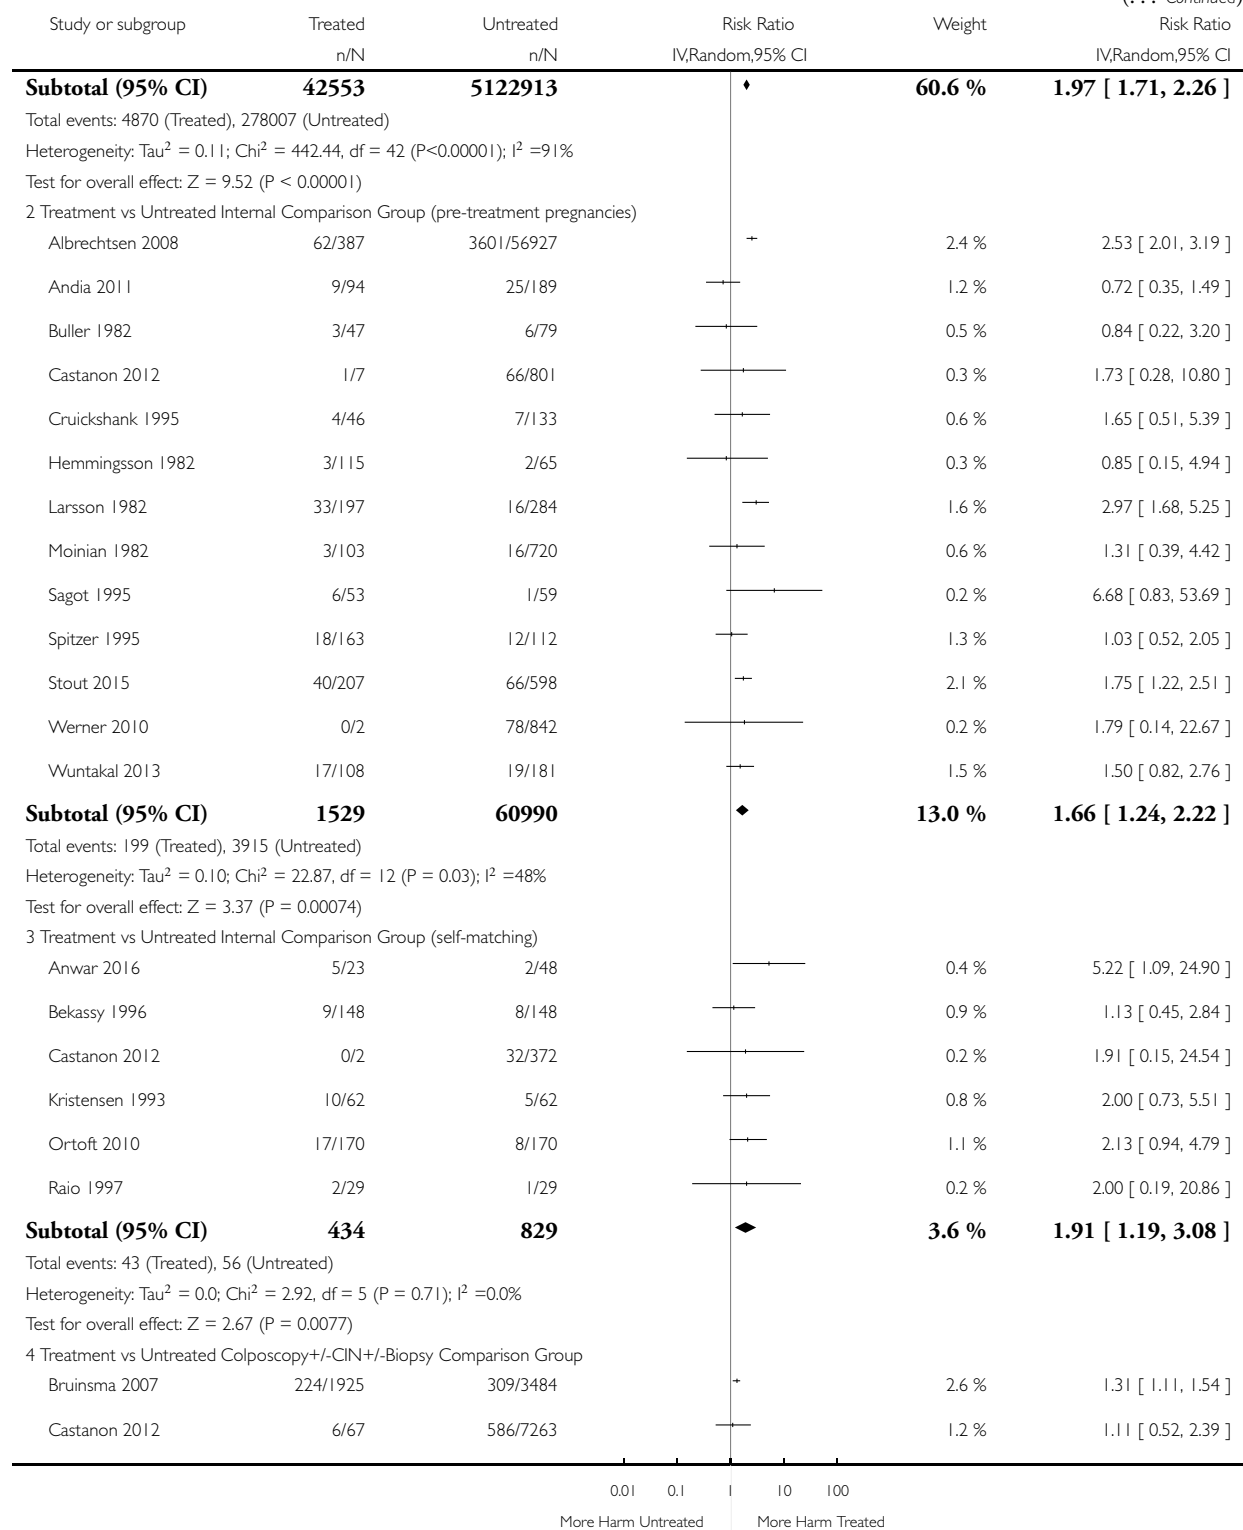 (. . . Continued)
Study or subgroup Treated Untreated Risk Ratio Weight Risk Ratio
n/N n/N IV,Random,95% CI IV,Random,95% CI
Subtotal (95% CI) 42553 5122913 60.6 % 1.97 [ 1.71, 2.26 ]
Total events: 4870 (Treated), 278007 (Untreated)
Heterogeneity: Tau² = 0.11; Chi² = 442.44, df = 42 (P<0.00001); I² =91%
Test for overall effect: Z = 9.52 (P < 0.00001)
2 Treatment vs Untreated Internal Comparison Group (pre-treatment pregnancies)
Albrechtsen 2008 62/387 3601/56927 2.4 % 2.53 [ 2.01, 3.19 ]
Andia 2011 9/94 25/189 1.2 % 0.72 [ 0.35, 1.49 ]
Buller 1982 3/47 6/79 0.5 % 0.84 [ 0.22, 3.20 ]
Castanon 2012 1/7 66/801 0.3 % 1.73 [ 0.28, 10.80 ]
Cruickshank 1995 4/46 7/133 0.6 % 1.65 [ 0.51, 5.39 ]
Hemmingsson 1982 3/115 2/65 0.3 % 0.85 [ 0.15, 4.94 ]
Larsson 1982 33/197 16/284 1.6 % 2.97 [ 1.68, 5.25 ]
Moinian 1982 3/103 16/720 0.6 % 1.31 [ 0.39, 4.42 ]
Sagot 1995 6/53 1/59 0.2 % 6.68 [ 0.83, 53.69 ]
Spitzer 1995 18/163 12/112 1.3 % 1.03 [ 0.52, 2.05 ]
Stout 2015 40/207 66/598 2.1 % 1.75 [ 1.22, 2.51 ]
Werner 2010 0/2 78/842 0.2 % 1.79 [ 0.14, 22.67 ]
Wuntakal 2013 17/108 19/181 1.5 % 1.50 [ 0.82, 2.76 ]
Subtotal (95% CI) 1529 60990 13.0 % 1.66 [ 1.24, 2.22 ]
Total events: 199 (Treated), 3915 (Untreated)
Heterogeneity: Tau² = 0.10; Chi² = 22.87, df = 12 (P = 0.03); I² =48%
Test for overall effect: Z = 3.37 (P = 0.00074)
3 Treatment vs Untreated Internal Comparison Group (self-matching)
Anwar 2016 5/23 2/48 0.4 % 5.22 [ 1.09, 24.90 ]
Bekassy 1996 9/148 8/148 0.9 % 1.13 [ 0.45, 2.84 ]
Castanon 2012 0/2 32/372 0.2 % 1.91 [ 0.15, 24.54 ]
Kristensen 1993 10/62 5/62 0.8 % 2.00 [ 0.73, 5.51 ]
Ortoft 2010 17/170 8/170 1.1 % 2.13 [ 0.94, 4.79 ]
Raio 1997 2/29 1/29 0.2 % 2.00 [ 0.19, 20.86 ]
Subtotal (95% CI) 434 829 3.6 % 1.91 [ 1.19, 3.08 ]
Total events: 43 (Treated), 56 (Untreated)
Heterogeneity: Tau² = 0.0; Chi² = 2.92, df = 5 (P = 0.71); I² =0.0%
Test for overall effect: Z = 2.67 (P = 0.0077)
4 Treatment vs Untreated Colposcopy+/-CIN+/-Biopsy Comparison Group
Bruinsma 2007 224/1925 309/3484 2.6 % 1.31 [ 1.11, 1.54 ]
Castanon 2012 6/67 586/7263 1.2 % 1.11 [ 0.52, 2.39 ]
0.01 0.1 1 10 100
More Harm Untreated More Harm Treated